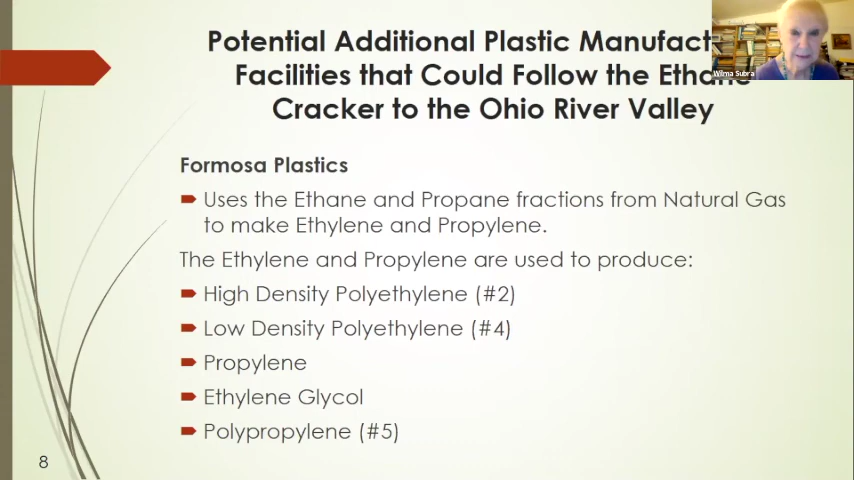 Potential Additional Plastic Manufact
Facilities that Could Follow the Ethane
Cracker to the Ohio River Valley
Wilma Subra
Formosa Plastics
Uses the Ethane and Propane fractions from Natural Gas
to make Ethylene and Propylene.
The Ethylene and Propylene are used to produce:
High Density Polyethylene (#2)
Low Density Polyethylene (#4)
Propylene
Ethylene Glycol
Polypropylene (#5)
8